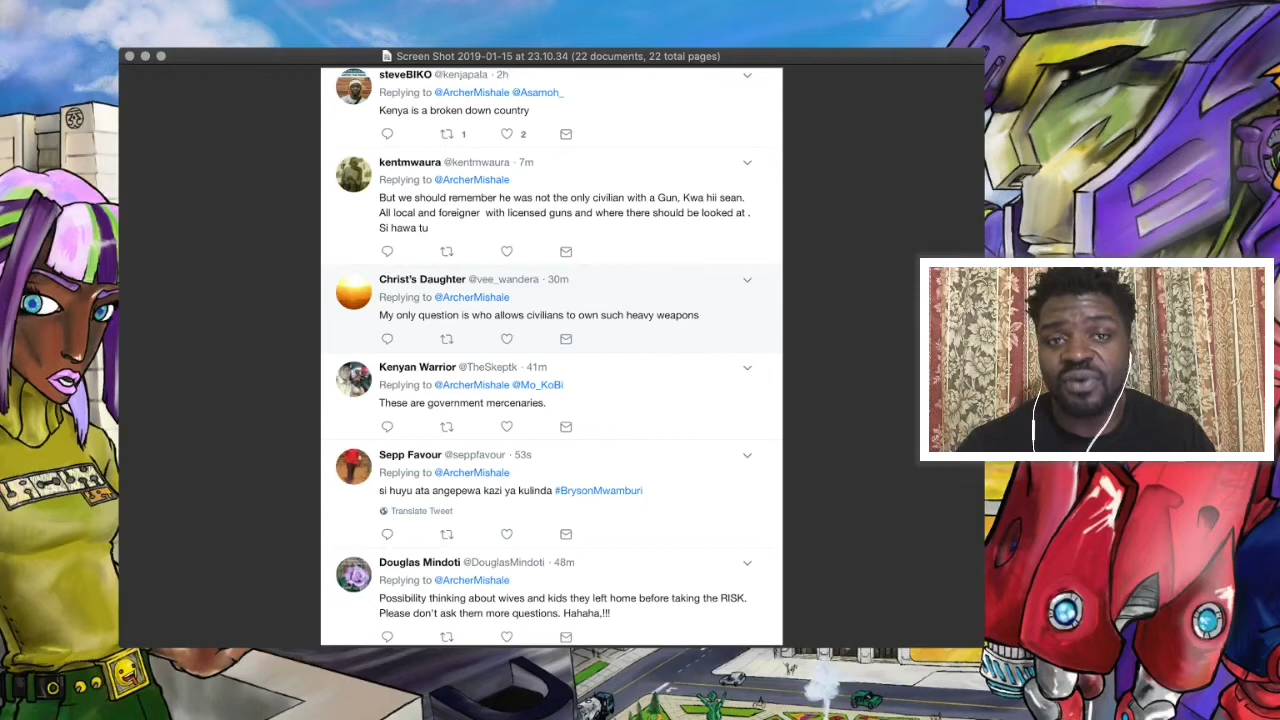 Screen Shot 2019-01-15 at 23.10.34 (22 documents, 22 total pages)
steveBIKO @kenjapala · 2h
Replying to @ArcherMishale @Asamoh_
Kenya is a broken down country
1 2
kentmwaura @kentmwaura · 7m
Replying to @ArcherMishale
But we should remember he was not the only civilian with a Gun, Kwa hii sean.
All local and foreigner with licensed guns and where there should be looked at .
Si hawa tu
Christ's Daughter @vee_wandera · 30m
Replying to @ArcherMishale
My only question is who allows civilians to own such heavy weapons
Kenyan Warrior @TheSkeptk · 41m
Replying to @ArcherMishale @Mo_KoBi
These are government mercenaries.
Sepp Favour @seppfavour · 53s
Replying to @ArcherMishale
si huyu ata angepewa kazi ya kulinda #BrysonMwamburi
Translate Tweet
Douglas Mindoti @DouglasMindoti · 48m
Replying to @ArcherMishale
Possibility thinking about wives and kids they left home before taking the RISK.
Please don't ask them more questions. Hahaha,!!!